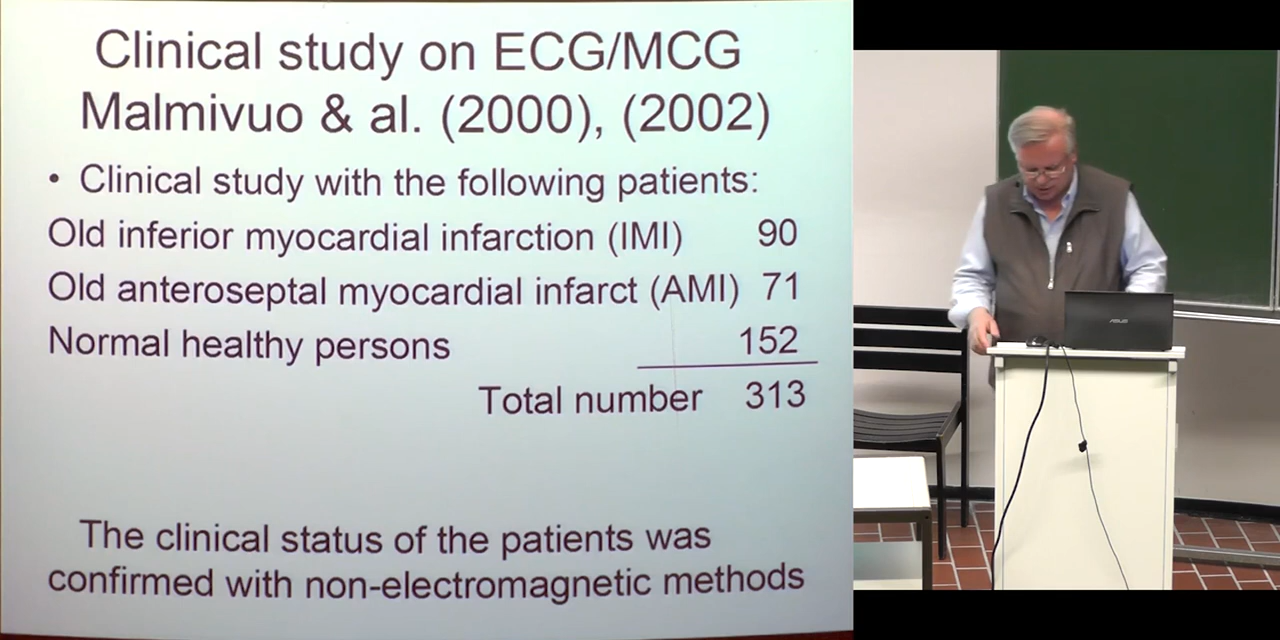 Clinical study on ECG/MCG
Malmivuo & al. (2000), (2002)
• Clinical study with the following patients:
Old inferior myocardial infarction (IMI) 90
Old anteroseptal myocardial infarct (AMI) 71
Normal healthy persons 152
Total number 313
The clinical status of the patients was
confirmed with non-electromagnetic methods
ASUS